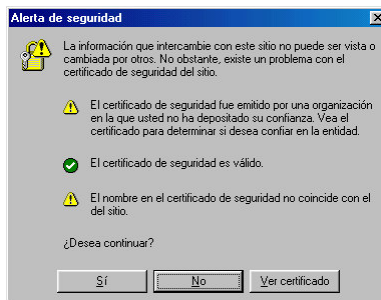 Alerta de seguridad
La información que intercambie con este sitio no puede ser vista o
cambiada por otros. No obstante, existe un problema con el
certificado de seguridad del sitio.
El certificado de seguridad fue emitido por una organización
en la que usted no ha depositado su confianza. Vea el
certificado para determinar si desea confiar en la entidad.
El certificado de seguridad es válido.
El nombre en el certificado de seguridad no coincide con el
del sitio.
¿Desea continuar?
Sí No Ver certificado